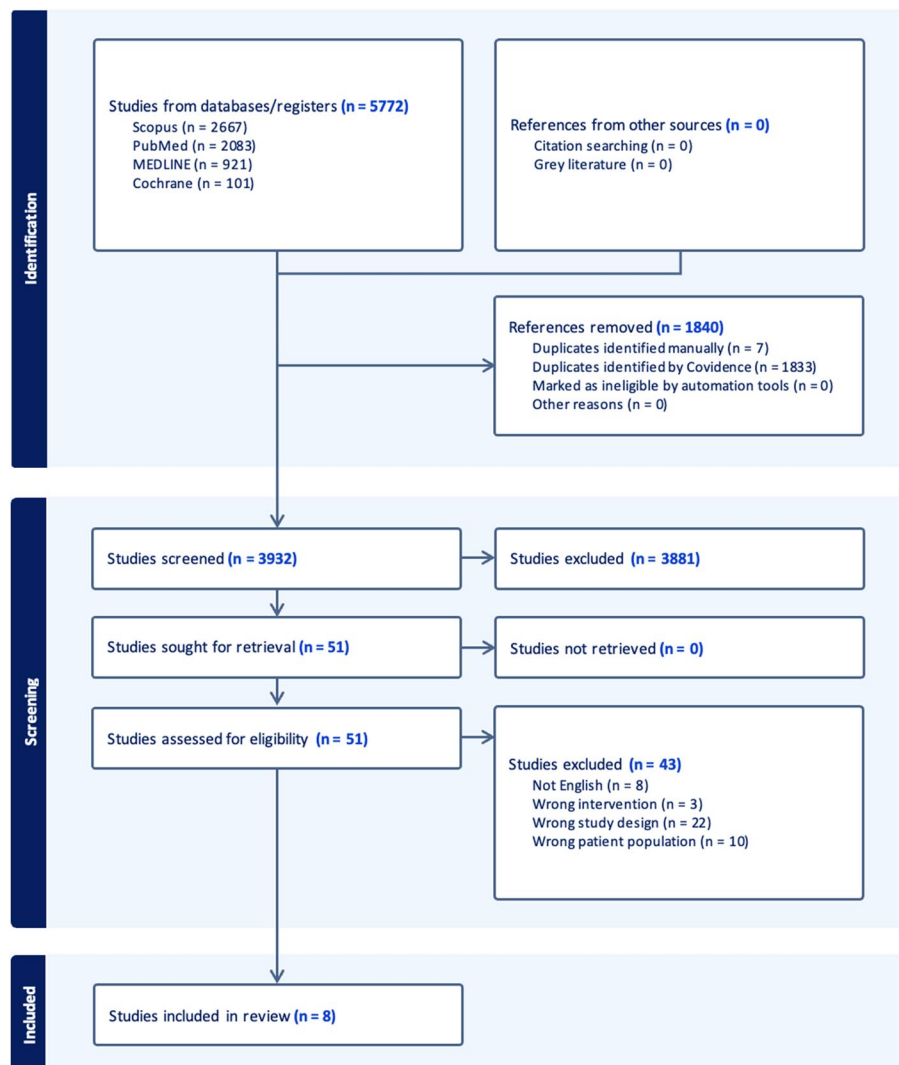 Identification
Studies from databases/registers (n = 5772)
Scopus (n = 2667)
PubMed (n = 2083)
MEDLINE (n = 921)
Cochrane (n = 101)
References from other sources (n = 0)
Citation searching (n = 0)
Grey literature (n = 0)
References removed (n = 1840)
Duplicates identified manually (n = 7)
Duplicates identified by Covidence (n = 1833)
Marked as ineligible by automation tools (n = 0)
Other reasons (n = 0)
Screening
Studies screened (n = 3932)
Studies excluded (n = 3881)
Studies sought for retrieval (n = 51)
Studies not retrieved (n = 0)
Studies assessed for eligibility (n = 51)
Studies excluded (n = 43)
Not English (n = 8)
Wrong intervention (n = 3)
Wrong study design (n = 22)
Wrong patient population (n = 10)
Included
Studies included in review (n = 8)